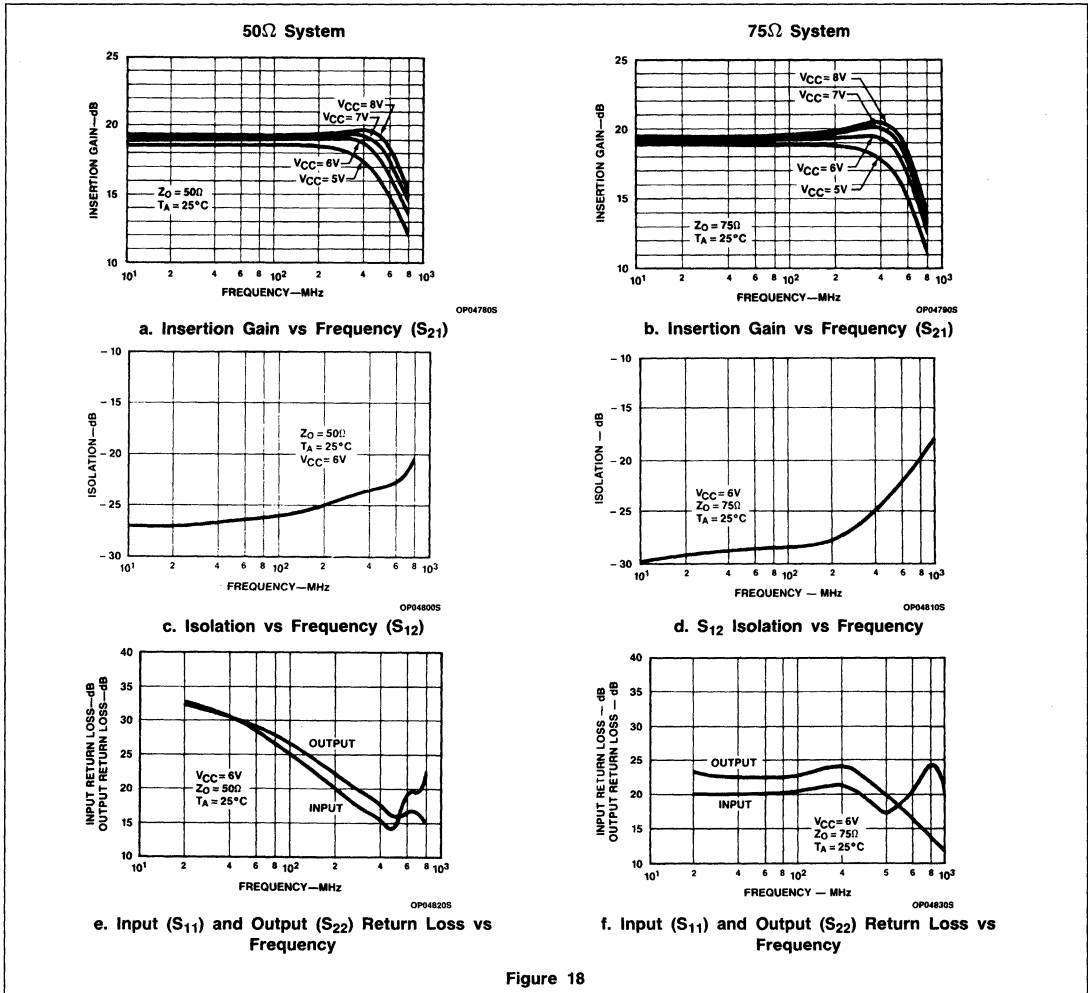 50Ω System
25
20
15
10
INSERTION GAIN—dB
VCC = 8V
VCC = 7V
VCC = 6V
VCC = 5V
ZO = 50Ω
TA = 25°C
10¹ 2 4 6 8 10² 2 4 6 8 10³
FREQUENCY—MHz
OP04780S
a. Insertion Gain vs Frequency (S21)
75Ω System
25
20
15
10
INSERTION GAIN—dB
VCC = 8V
VCC = 7V
VCC = 6V
VCC = 5V
ZO = 75Ω
TA = 25°C
10¹ 2 4 6 8 10² 2 4 6 8 10³
FREQUENCY—MHz
OP04790S
b. Insertion Gain vs Frequency (S21)
-10
-15
-20
-25
-30
ISOLATION—dB
ZO = 50Ω
TA = 25°C
VCC = 6V
10¹ 2 4 6 8 10² 2 4 6 8 10³
FREQUENCY—MHz
OP04800S
c. Isolation vs Frequency (S12)
-10
-15
-20
-25
-30
ISOLATION — dB
VCC = 6V
ZO = 75Ω
TA = 25°C
10¹ 2 4 6 8 10² 2 4 6 8 10³
FREQUENCY — MHz
OP04810S
d. S12 Isolation vs Frequency
40
35
30
25
20
15
10
INPUT RETURN LOSS—dB
OUTPUT RETURN LOSS—dB
OUTPUT
INPUT
VCC = 6V
ZO = 50Ω
TA = 25°C
10¹ 2 4 6 8 10² 2 4 6 8 10³
FREQUENCY—MHz
OP04820S
e. Input (S11) and Output (S22) Return Loss vs
Frequency
40
35
30
25
20
15
10
INPUT RETURN LOSS — dB
OUTPUT RETURN LOSS — dB
OUTPUT
INPUT
VCC = 6V
ZO = 75Ω
TA = 25°C
10¹ 2 4 6 8 10² 2 4 5 6 8 10³
FREQUENCY — MHz
OP04830S
f. Input (S11) and Output (S22) Return Loss vs
Frequency
Figure 18